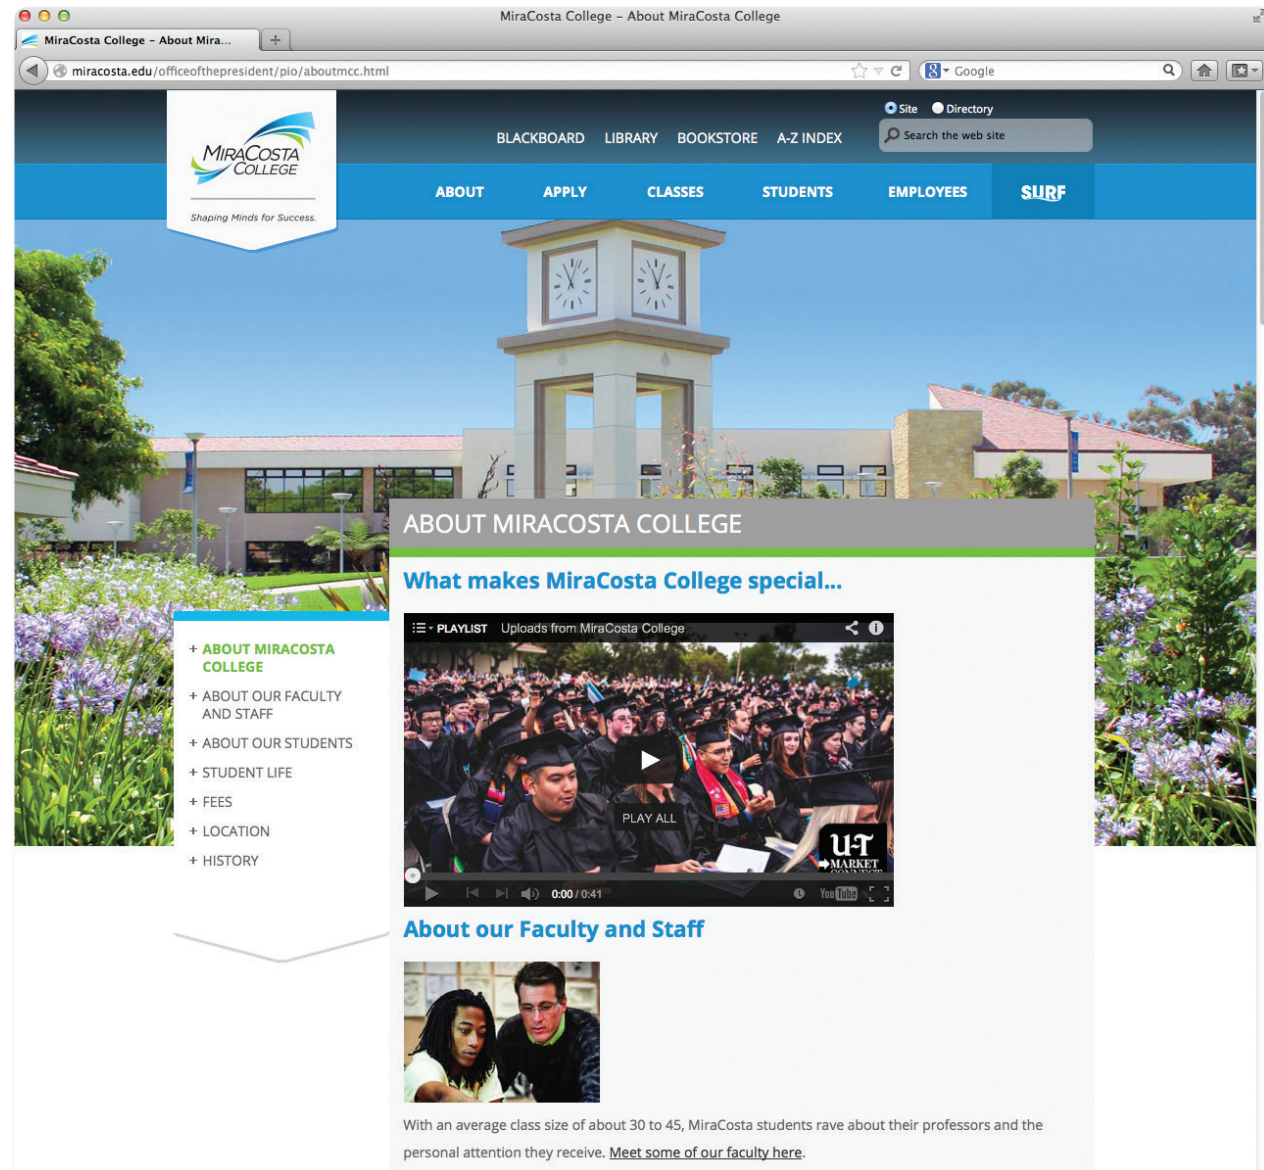 MiraCosta College – About MiraCosta College
MiraCosta College – About Mira...
miracosta.edu/officeofthepresident/pio/aboutmcc.html
Google
Site Directory
Search the web site
BLACKBOARD LIBRARY BOOKSTORE A-Z INDEX
MIRACOSTA
COLLEGE
Shaping Minds for Success.
ABOUT APPLY CLASSES STUDENTS EMPLOYEES SURF
ABOUT MIRACOSTA COLLEGE
What makes MiraCosta College special...
PLAYLIST Uploads from MiraCosta College
PLAY ALL
U-T
MARKET
CONNECT
0:00 / 0:41
YouTube
+ ABOUT MIRACOSTA
COLLEGE
+ ABOUT OUR FACULTY
AND STAFF
+ ABOUT OUR STUDENTS
+ STUDENT LIFE
+ FEES
+ LOCATION
+ HISTORY
About our Faculty and Staff
With an average class size of about 30 to 45, MiraCosta students rave about their professors and the
personal attention they receive. Meet some of our faculty here.